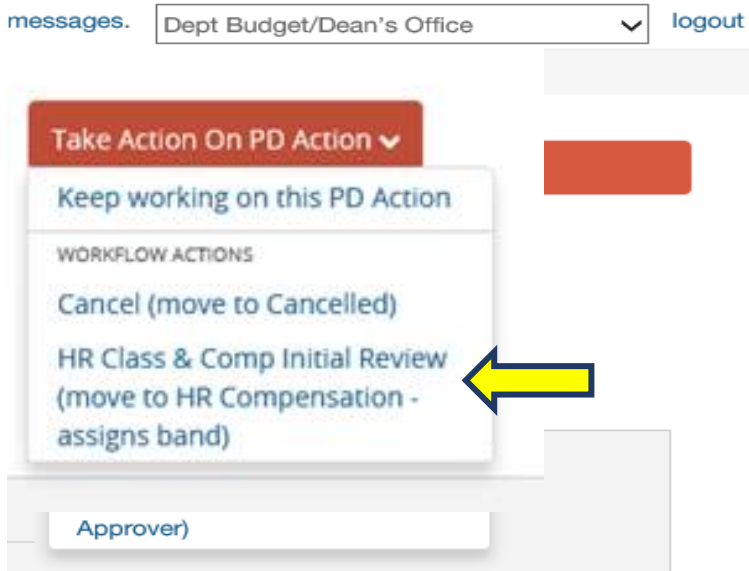 messages. Dept Budget/Dean's Office logout
Take Action On PD Action
Keep working on this PD Action
WORKFLOW ACTIONS
Cancel (move to Cancelled)
HR Class & Comp Initial Review
(move to HR Compensation -
assigns band)
Approver)